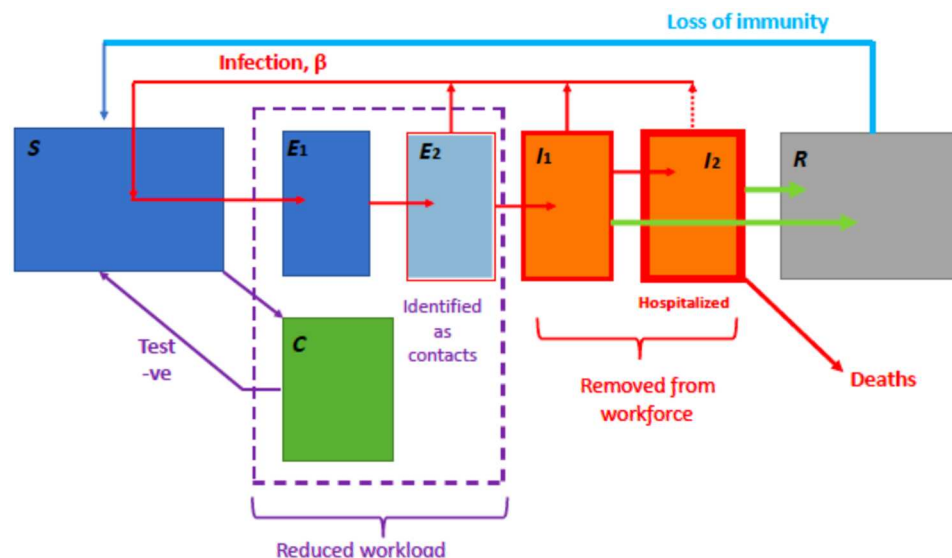 Loss of immunity
Infection, β
S
E1
E2
I1
I2
R
Identified
as
contacts
Hospitalized
C
Test
-ve
Removed from
workforce
Deaths
Reduced workload